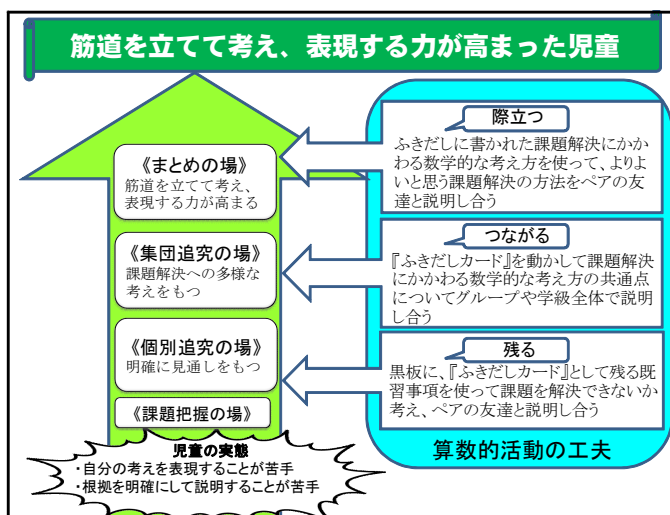 筋道を立てて考え、表現する力が高まった児童
《まとめの場》
筋道を立てて考え、
表現する力が高まる
《集団追究の場》
課題解決への多様な
考えをもつ
《個別追究の場》
明確に見通しをもつ
《課題把握の場》
児童の実態
・自分の考えを表現することが苦手
・根拠を明確にして説明することが苦手
際立つ
ふきだしに書かれた課題解決にかか
わる数学的な考え方を使って、よりよ
いと思う課題解決の方法をペアの友
達と説明し合う
つながる
『ふきだしカード』を動かして課題解決
にかかわる数学的な考え方の共通点
についてグループや学級全体で説明
し合う
残る
黒板に、『ふきだしカード』として残る既
習事項を使って課題を解決できないか
考え、ペアの友達と説明し合う
算数的活動の工夫